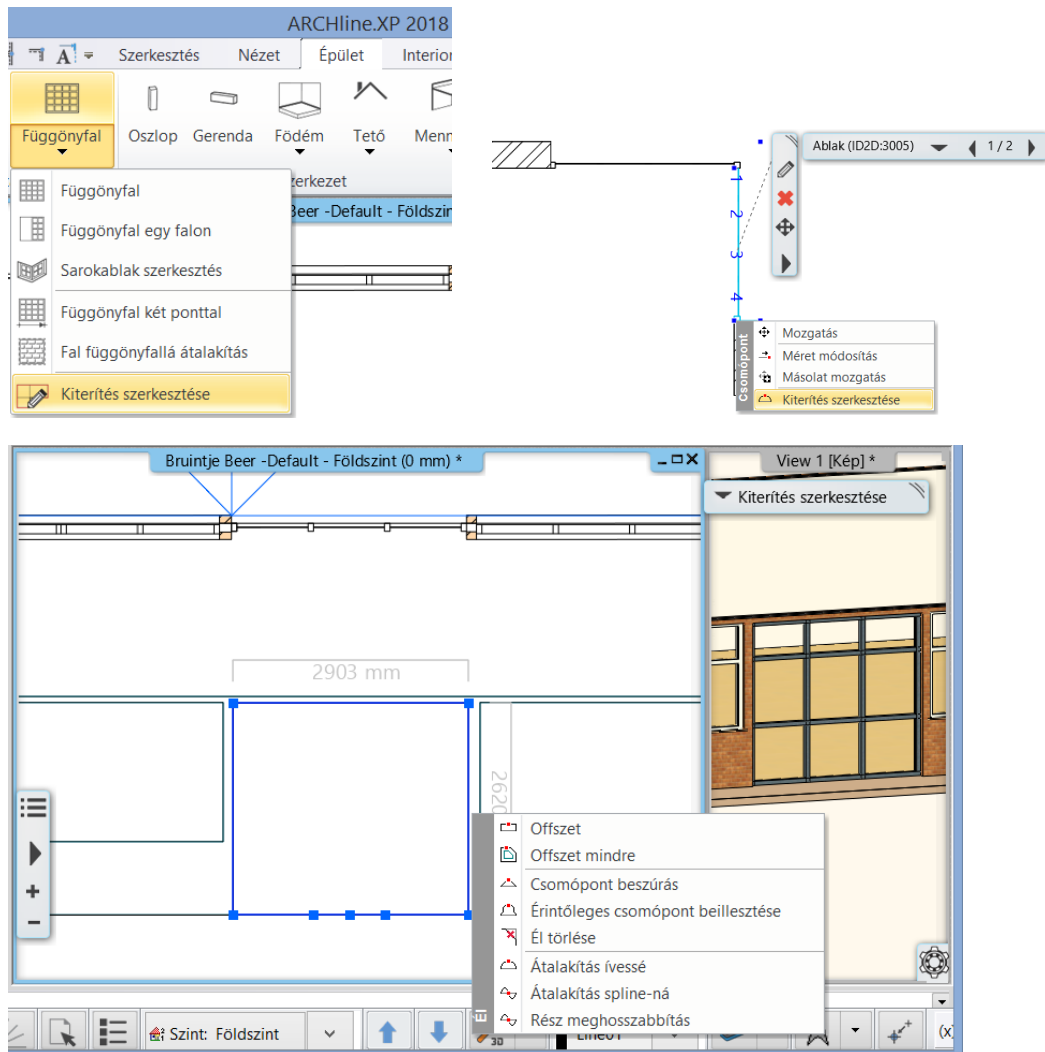 ARCHline.XP 2018
A Szerkesztés Nézet Épület Interior
Függönyfal Oszlop Gerenda Födém Tető Menn
zerkezet
Függönyfal
Beer -Default - Földszin
Függönyfal egy falon
Sarokablak szerkesztés
Függönyfal két ponttal
Fal függönyfallá átalakítás
Kiterítés szerkesztése
Ablak (ID2D:3005) 1 / 2
1
2
3
4
Csomópont
Mozgatás
Méret módosítás
Másolat mozgatás
Kiterítés szerkesztése
Bruintje Beer -Default - Földszint (0 mm) *
View 1 [Kép] *
Kiterítés szerkesztése
2903 mm
2620
Él
Offszet
Offszet mindre
Csomópont beszúrás
Érintőleges csomópont beillesztése
Él törlése
Átalakítás ívessé
Átalakítás spline-ná
Rész meghosszabbítás
Szint: Földszint
3D
(x